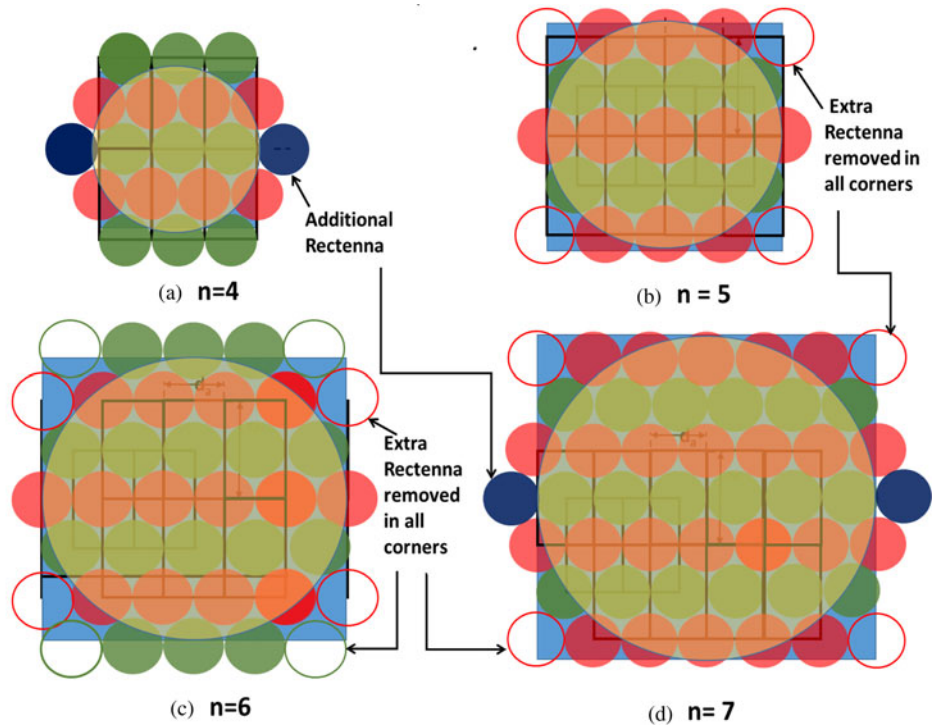 Additional
Rectenna
(a) n=4
Extra
Rectenna
removed in
all corners
(b) n = 5
d
Extra
Rectenna
removed
in all
corners
(c) n=6
d
(d) n= 7